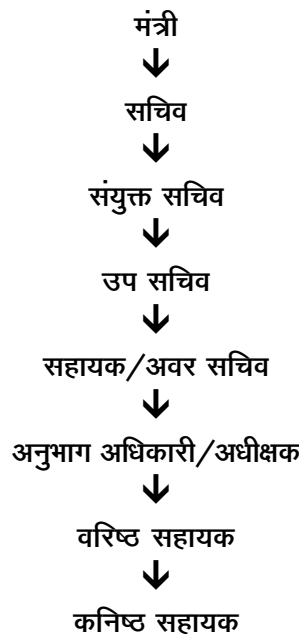 मंत्री
सचिव
संयुक्त सचिव
उप सचिव
सहायक/अवर सचिव
अनुभाग अधिकारी/अधीक्षक
वरिष्ठ सहायक
कनिष्ठ सहायक